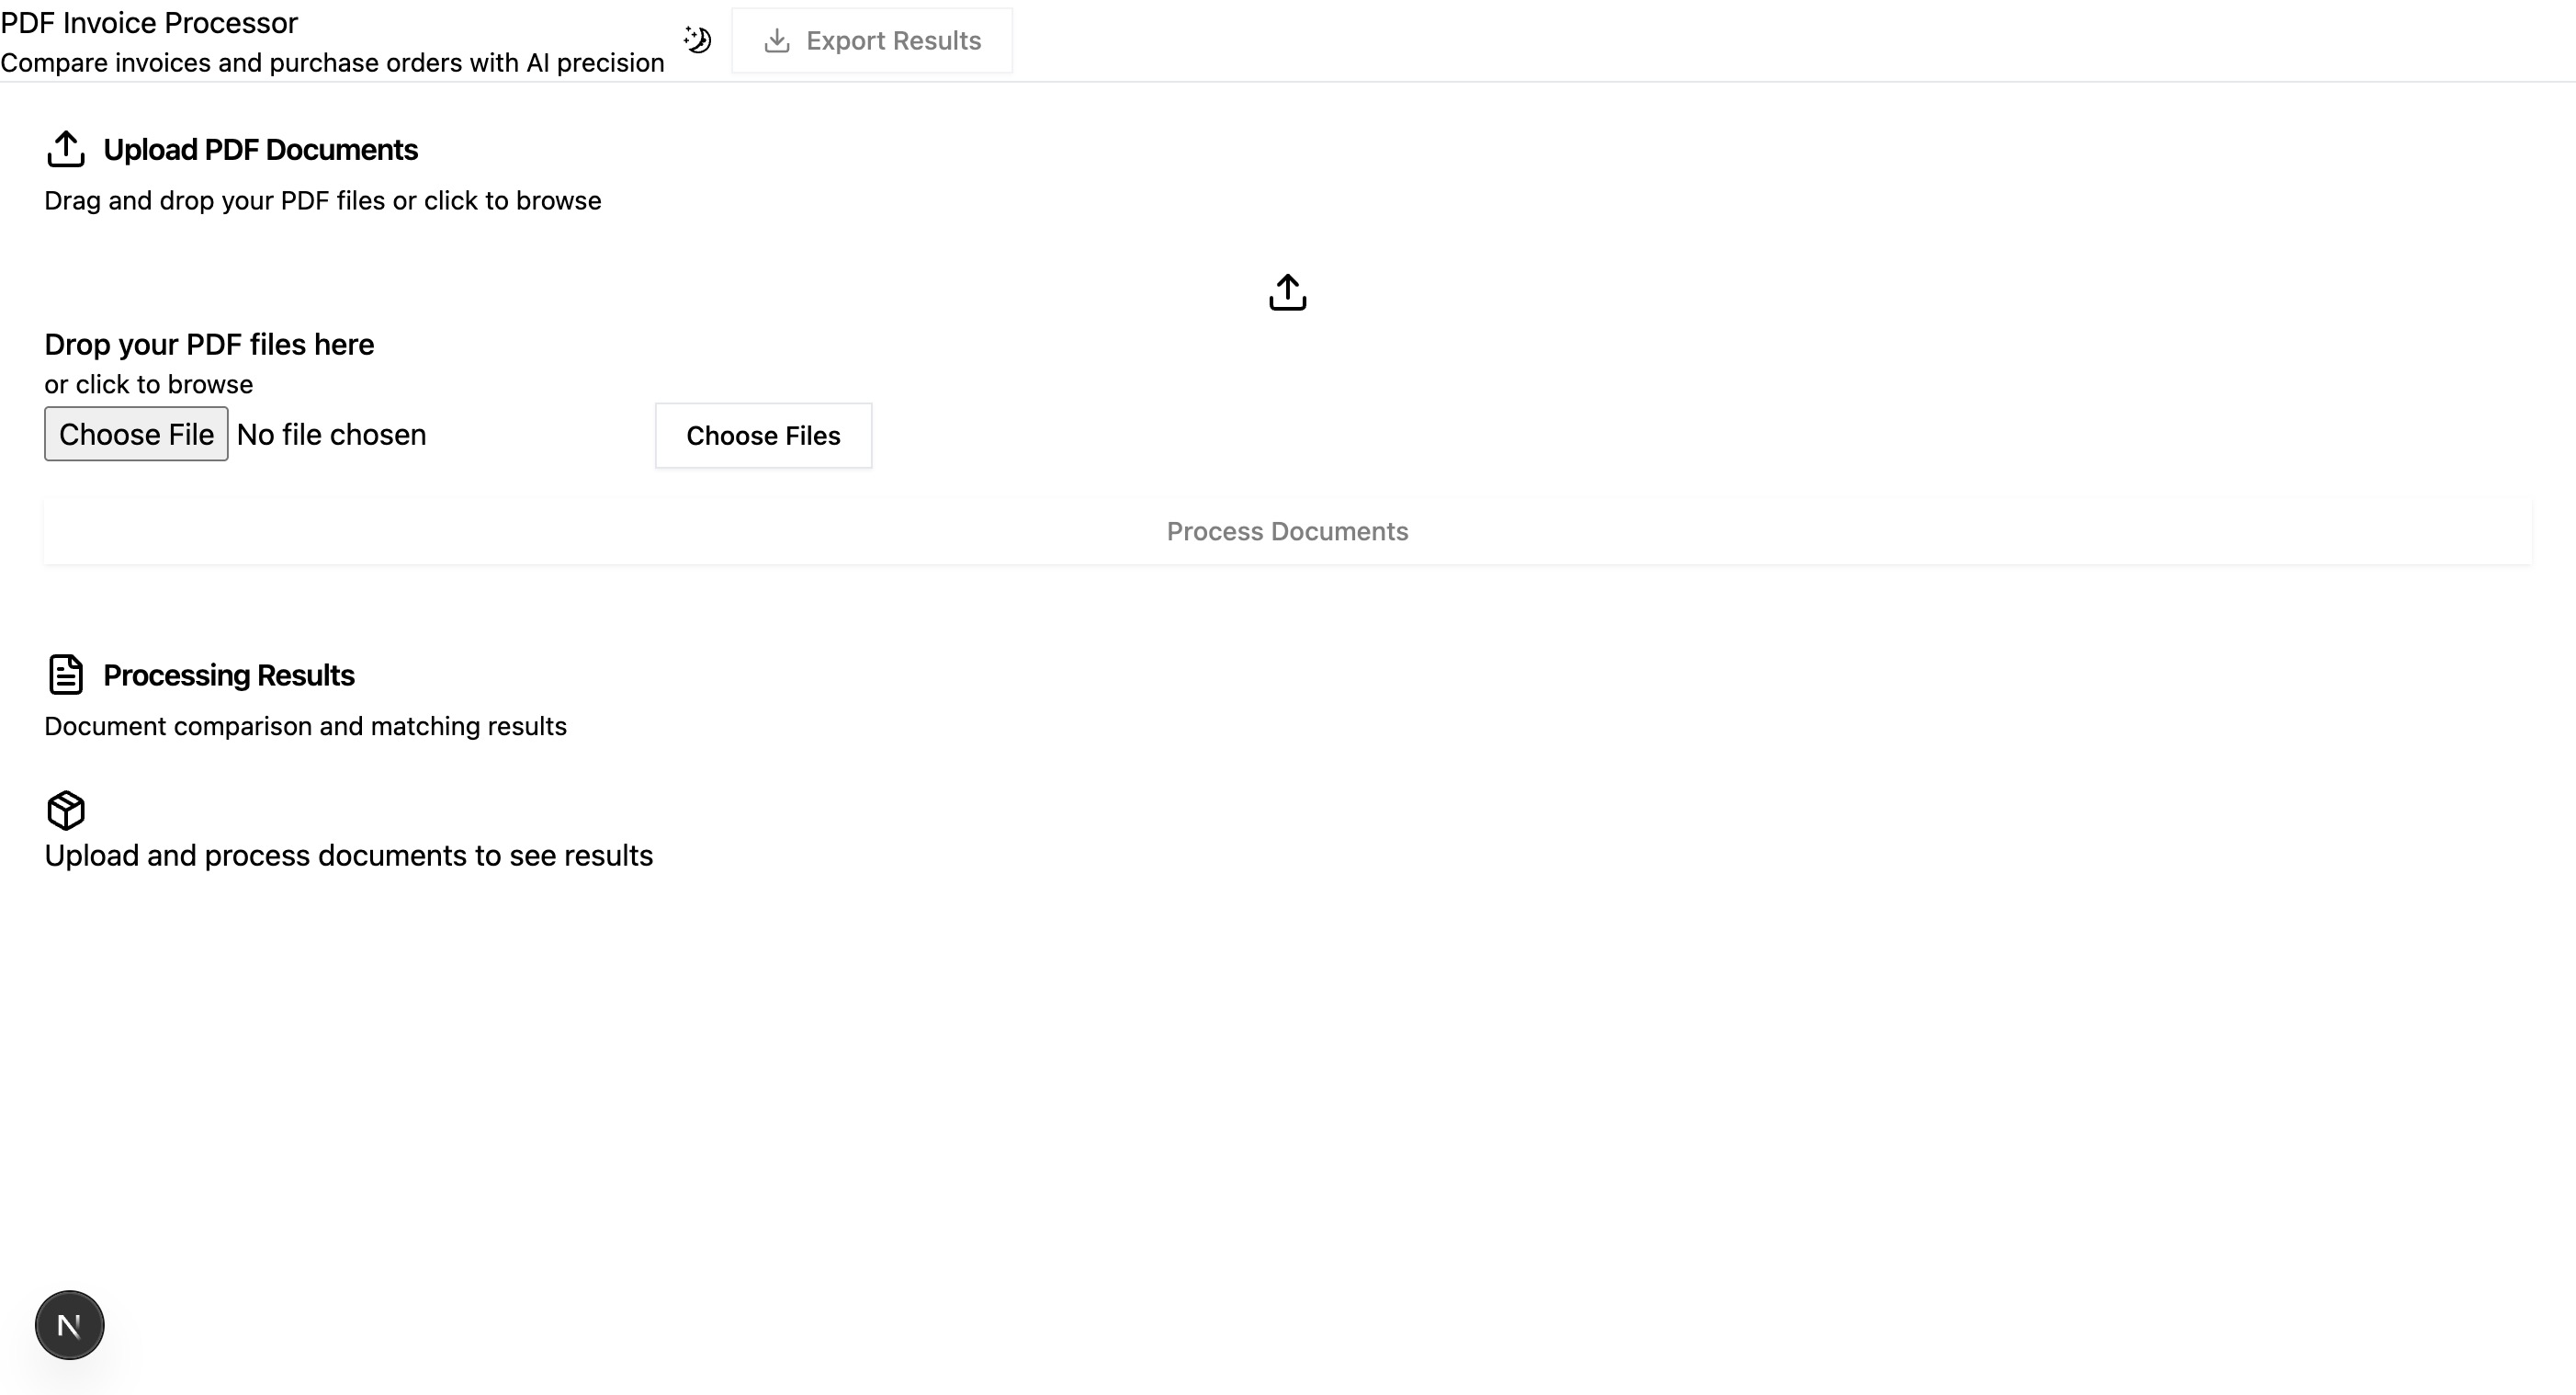 PDF Invoice Processor
Compare invoices and purchase orders with AI precision
Export Results
Upload PDF Documents
Drag and drop your PDF files or click to browse
Drop your PDF files here
or click to browse
Choose File No file chosen
Choose Files
Process Documents
Processing Results
Document comparison and matching results
Upload and process documents to see results
N